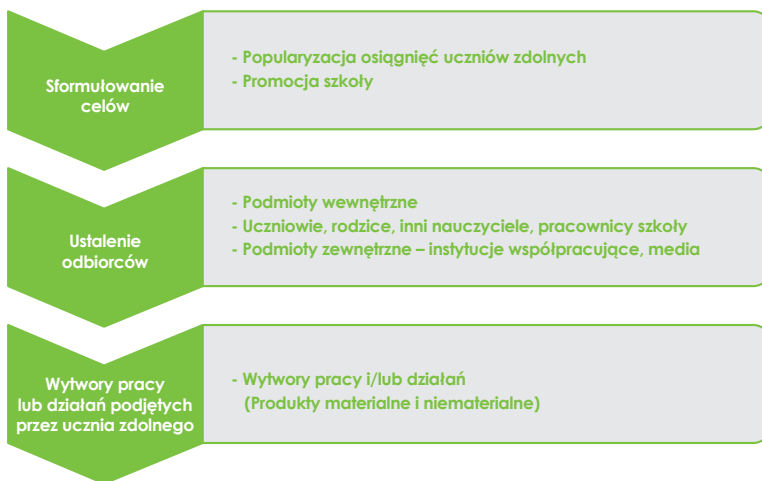 Sformułowanie
celów
- Popularyzacja osiągnięć uczniów zdolnych
- Promocja szkoły
Ustalenie
odbiorców
- Podmioty wewnętrzne
- Uczniowie, rodzice, inni nauczyciele, pracownicy szkoły
- Podmioty zewnętrzne – instytucje współpracujące, media
Wytwory pracy
lub działań podjętych
przez ucznia zdolnego
- Wytwory pracy i/lub działań
(Produkty materialne i niematerialne)